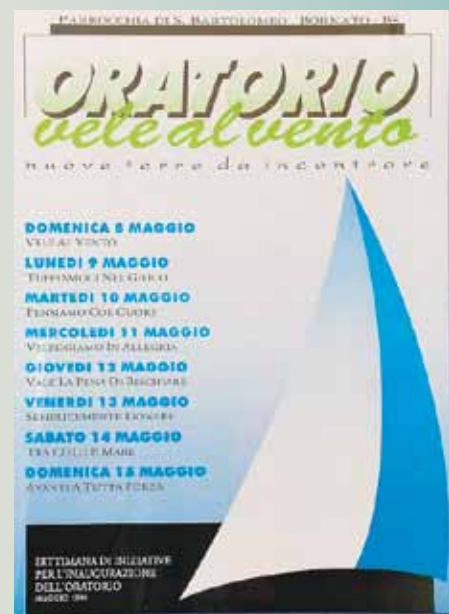 PARROCCHIA DI S. BARTOLOMEO BORNATO BS
ORATORIO
vele al vento
nuove terre da incontrare
DOMENICA 8 MAGGIO
VELE AL VENTO
LUNEDI 9 MAGGIO
TUFFIAMOCI NEL GIOCO
MARTEDI 10 MAGGIO
PENSIAMO COL CUORE
MERCOLEDI 11 MAGGIO
VELEGGIAMO IN ALLEGRIA
GIOVEDI 12 MAGGIO
VALE LA PENA DI RISCHIARE
VENERDI 13 MAGGIO
SEMPLICEMENTE DONARE
SABATO 14 MAGGIO
TRA CIELO E MARE
DOMENICA 15 MAGGIO
AVANTI A TUTTA FORZA
SETTIMANA DI INIZIATIVE
PER L'INAUGURAZIONE
DELL'ORATORIO
MAGGIO 1994